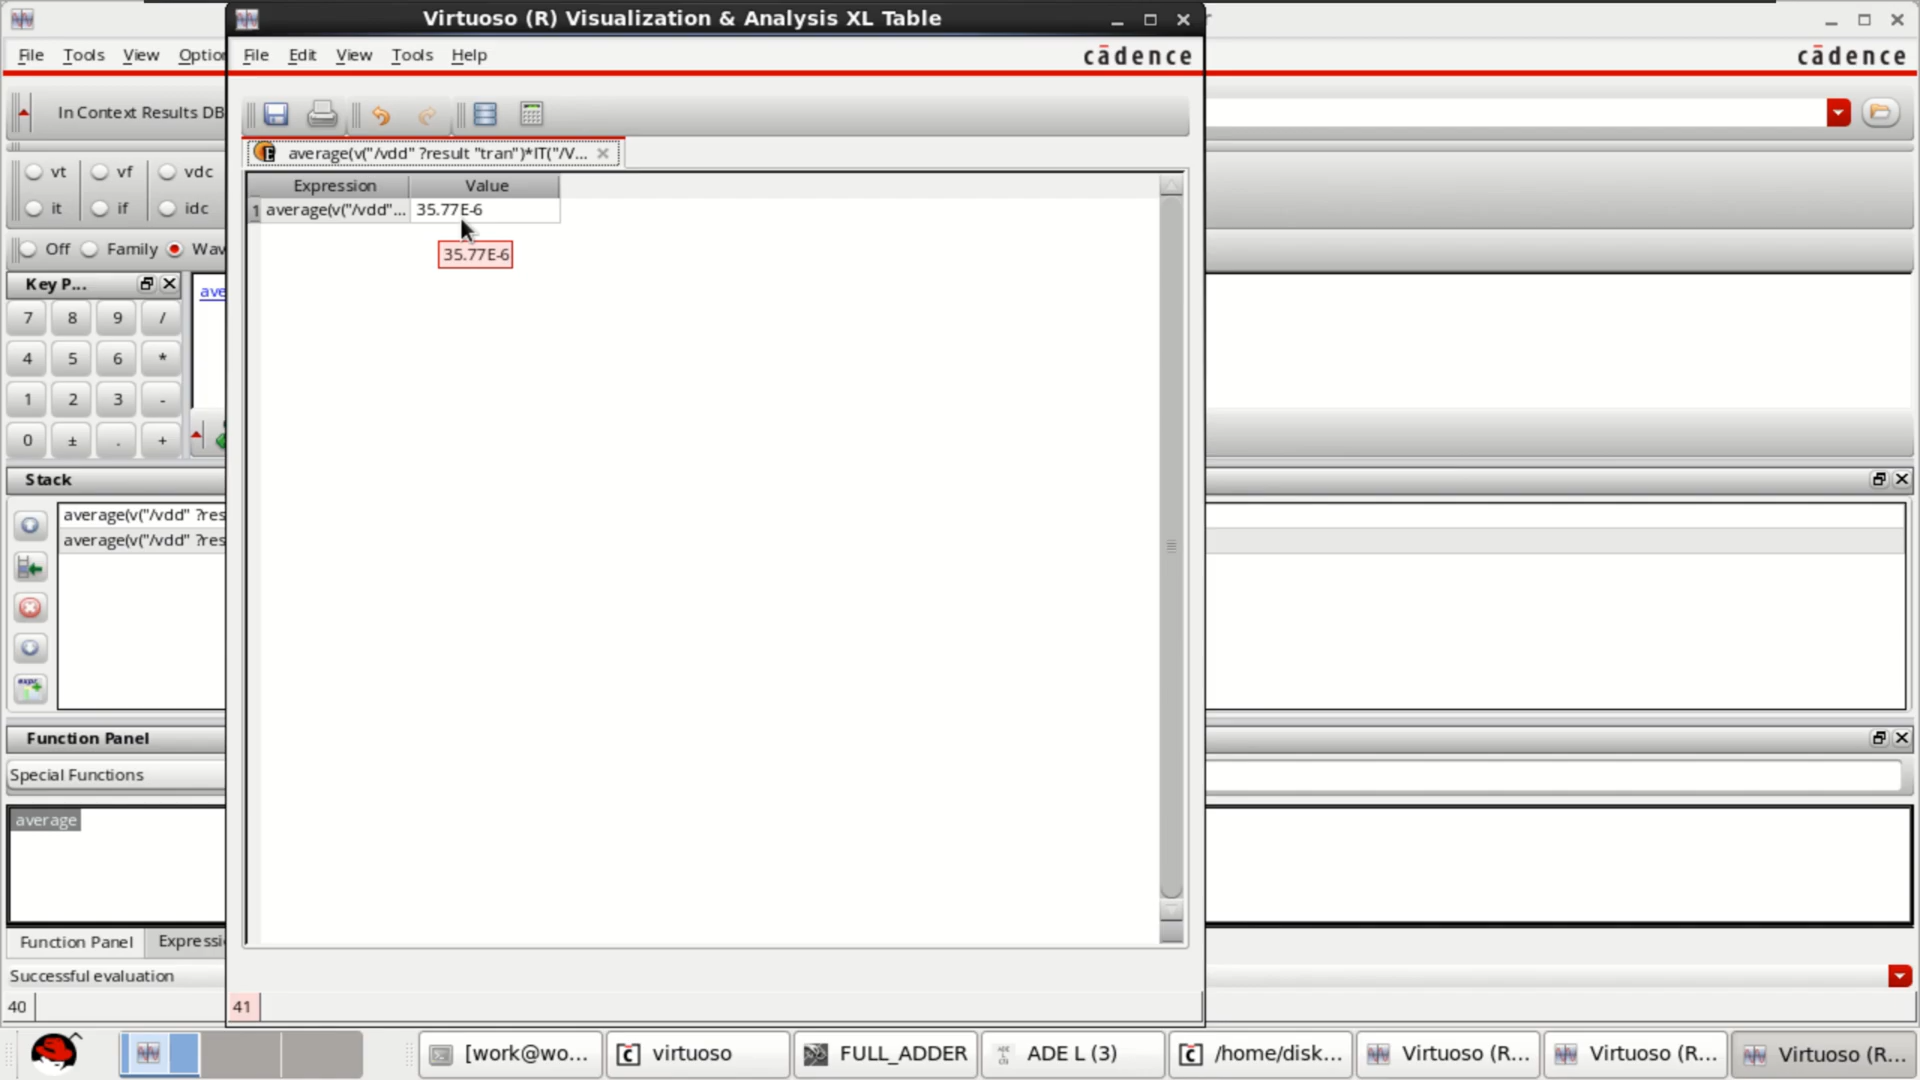 Virtuoso (R) Visualization & Analysis XL Table
File Tools View Optio
File Edit View Tools Help
cādence
cādence
In Context Results DB
average(v("/vdd" ?result "tran")*IT("/V...
vt vf vdc
it if idc
Off Family Wav
Expression Value
1 average(v("/vdd"... 35.77E-6
35.77E-6
Key P...
ave
7 8 9 /
4 5 6 *
1 2 3 -
0 ± . +
Stack
average(v("/vdd" ?res
average(v("/vdd" ?res
expr
Function Panel
Special Functions
average
Function Panel Expressi
Successful evaluation
40
41
[work@wo... virtuoso FULL_ADDER ADE L (3) /home/disk... Virtuoso (R... Virtuoso (R... Virtuoso (R...